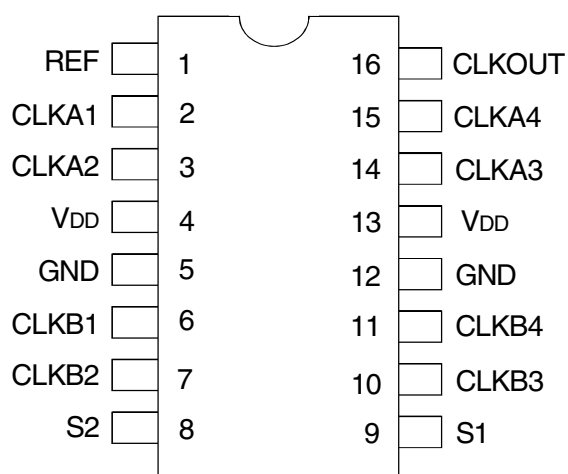 REF 1 16 CLKOUT
CLKA1 2 15 CLKA4
CLKA2 3 14 CLKA3
VDD 4 13 VDD
GND 5 12 GND
CLKB1 6 11 CLKB4
CLKB2 7 10 CLKB3
S2 8 9 S1